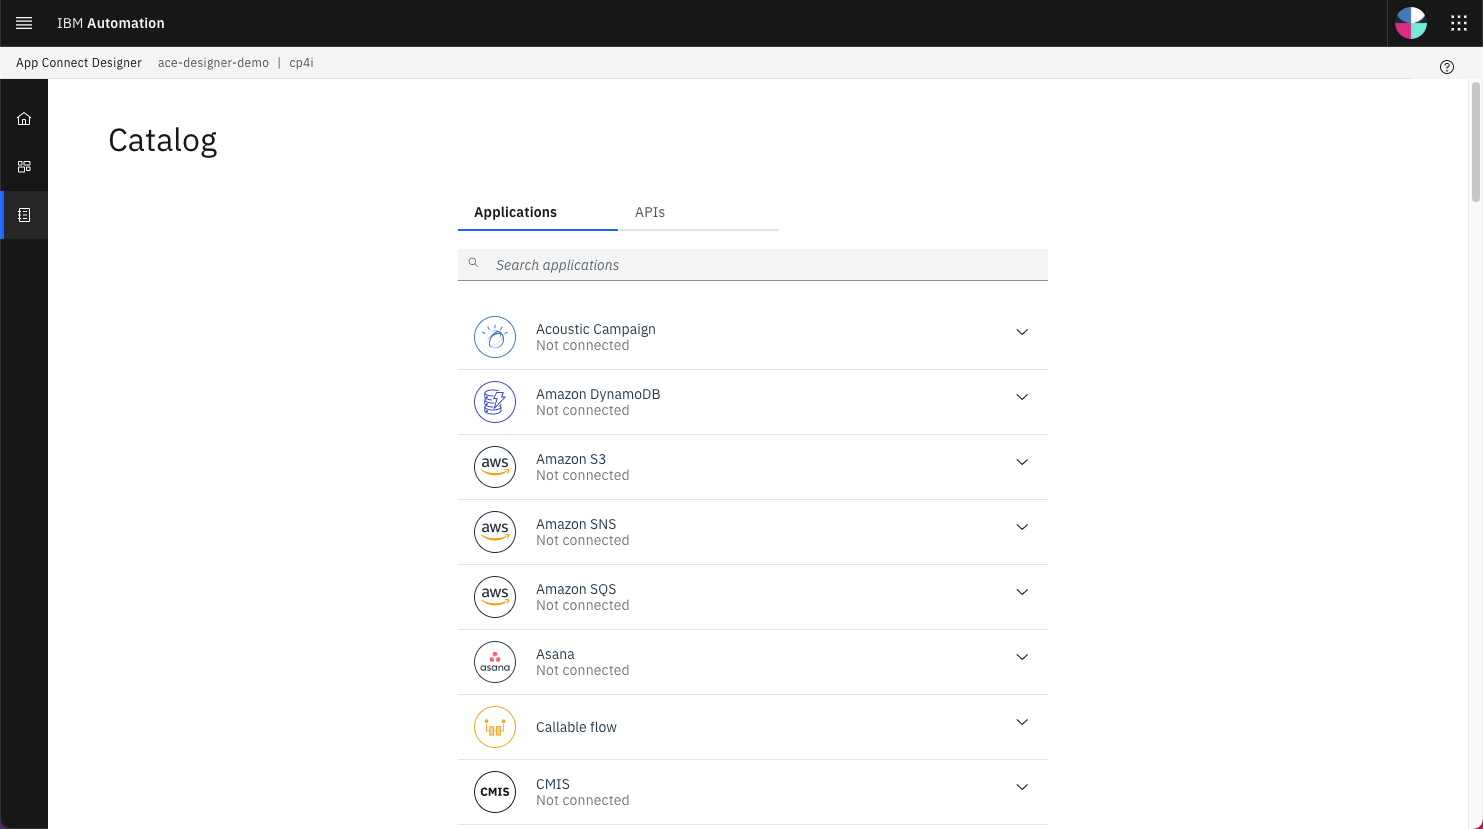 IBM Automation
App Connect Designer ace-designer-demo | cp4i
Catalog
Applications APIs
Search applications
Acoustic Campaign
Not connected
Amazon DynamoDB
Not connected
aws
Amazon S3
Not connected
aws
Amazon SNS
Not connected
aws
Amazon SQS
Not connected
asana
Asana
Not connected
Callable flow
CMIS
CMIS
Not connected